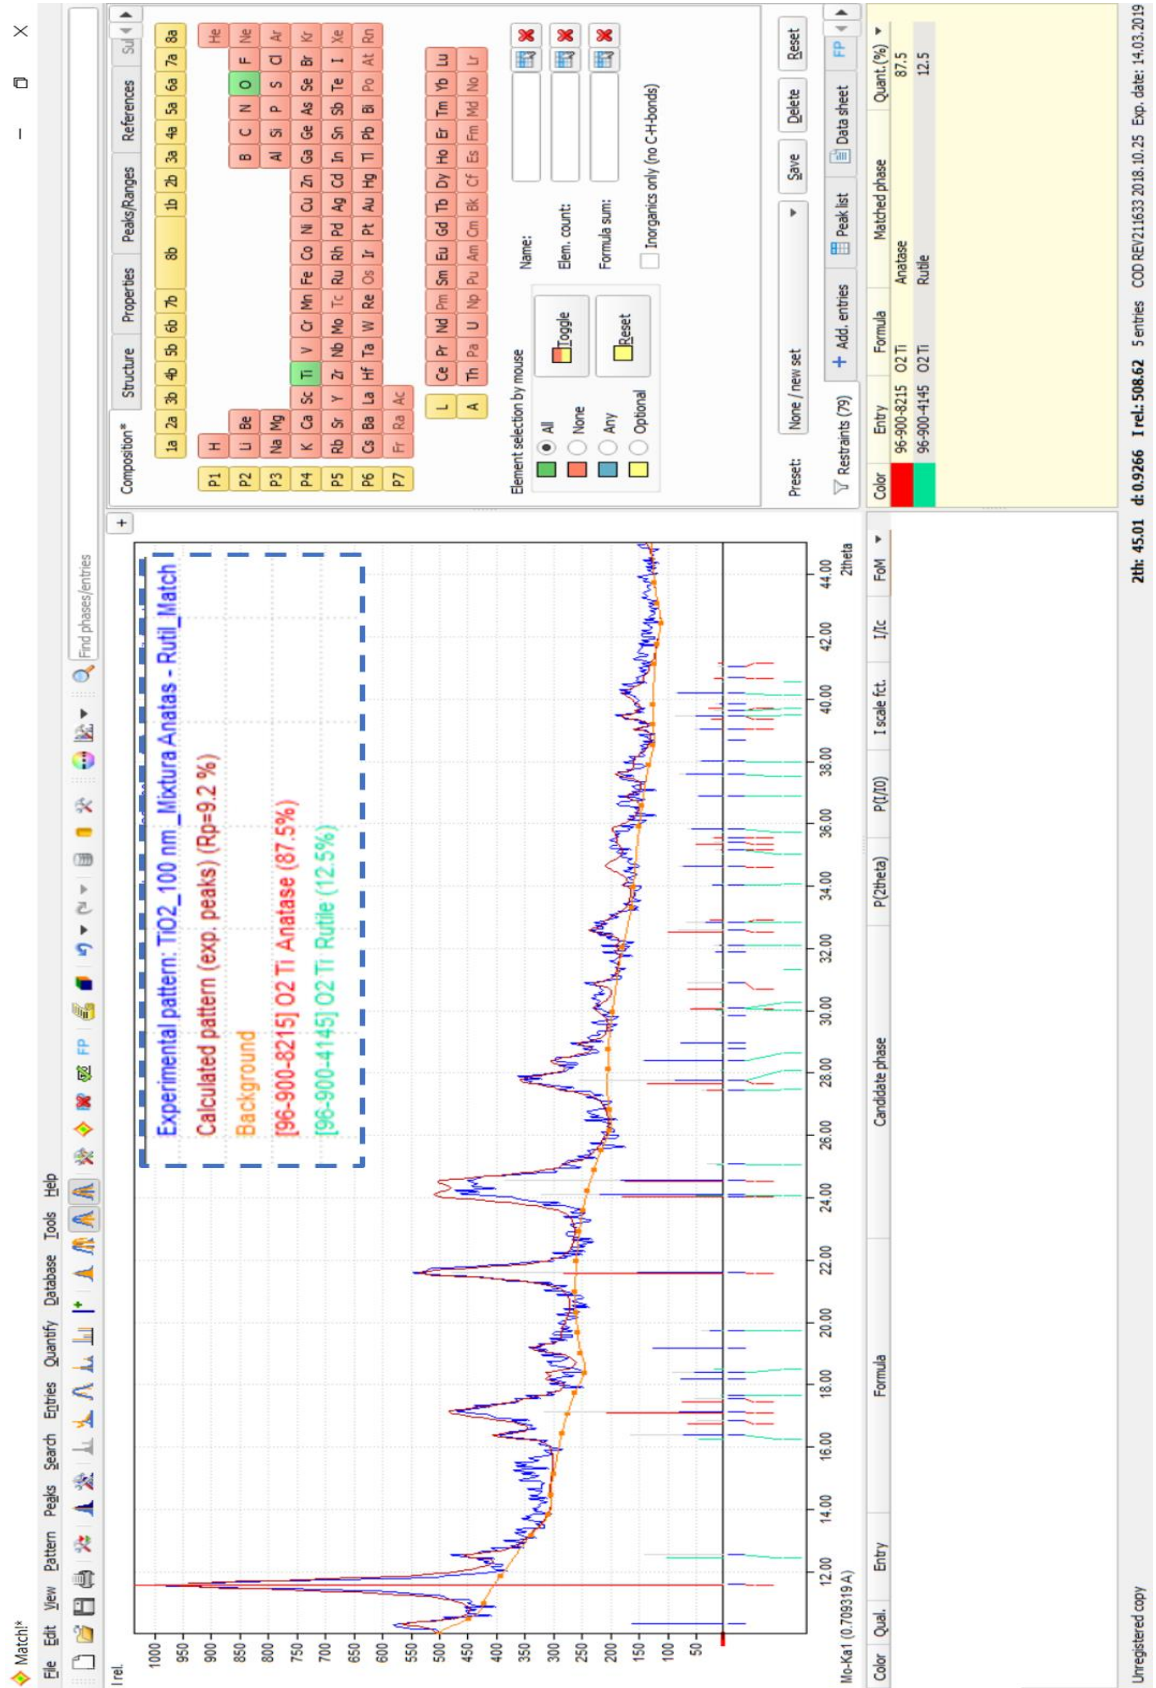 Match!*
File Edit View Pattern Peaks Search Entries Quantify Database Tools Help
FP
Find phases/entries
I rel.
Experimental pattern: TiO2_100 nm _Mixtura Anatas - Rutil_Match
Calculated pattern (exp. peaks) (Rp=9.2 %)
Background
[96-900-8215] O2 Ti Anatase (87.5%)
[96-900-4145] O2 Ti Rutile (12.5%)
1000
950
900
850
800
750
700
650
600
550
500
450
400
350
300
250
200
150
100
50
12.00 14.00 16.00 18.00 20.00 22.00 24.00 26.00 28.00 30.00 32.00 34.00 36.00 38.00 40.00 42.00 44.00
Mo-Ka1 (0.709319 A) 2theta
Color Qual. Entry Formula Candidate phase P(2theta) P(I/I0) I scale fct. I/Ic FoM
Composition* Structure Properties Peaks/Ranges References Su
1a 2a 3b 4b 5b 6b 7b 8b 1b 2b 3a 4a 5a 6a 7a 8a
P1 H He
P2 Li Be B C N O F Ne
P3 Na Mg Al Si P S Cl Ar
P4 K Ca Sc Ti V Cr Mn Fe Co Ni Cu Zn Ga Ge As Se Br Kr
P5 Rb Sr Y Zr Nb Mo Tc Ru Rh Pd Ag Cd In Sn Sb Te I Xe
P6 Cs Ba La Hf Ta W Re Os Ir Pt Au Hg Tl Pb Bi Po At Rn
P7 Fr Ra Ac
L Ce Pr Nd Pm Sm Eu Gd Tb Dy Ho Er Tm Yb Lu
A Th Pa U Np Pu Am Cm Bk Cf Es Fm Md No Lr
Element selection by mouse
All
None
Any
Optional
Toggle
Reset
Name:
Elem. count:
Formula sum:
Inorganics only (no C-H-bonds)
Preset: None / new set Save Delete Reset
Restraints (79) Add. entries Peak list Data sheet FP
Color Entry Formula Matched phase Quant.(%)
96-900-8215 O2 Ti Anatase 87.5
96-900-4145 O2 Ti Rutile 12.5
Unregistered copy 2th: 45.01 d: 0.9266 I rel: 508.62 5 entries COD REV211633 2018.10.25 Exp. date: 14.03.2019